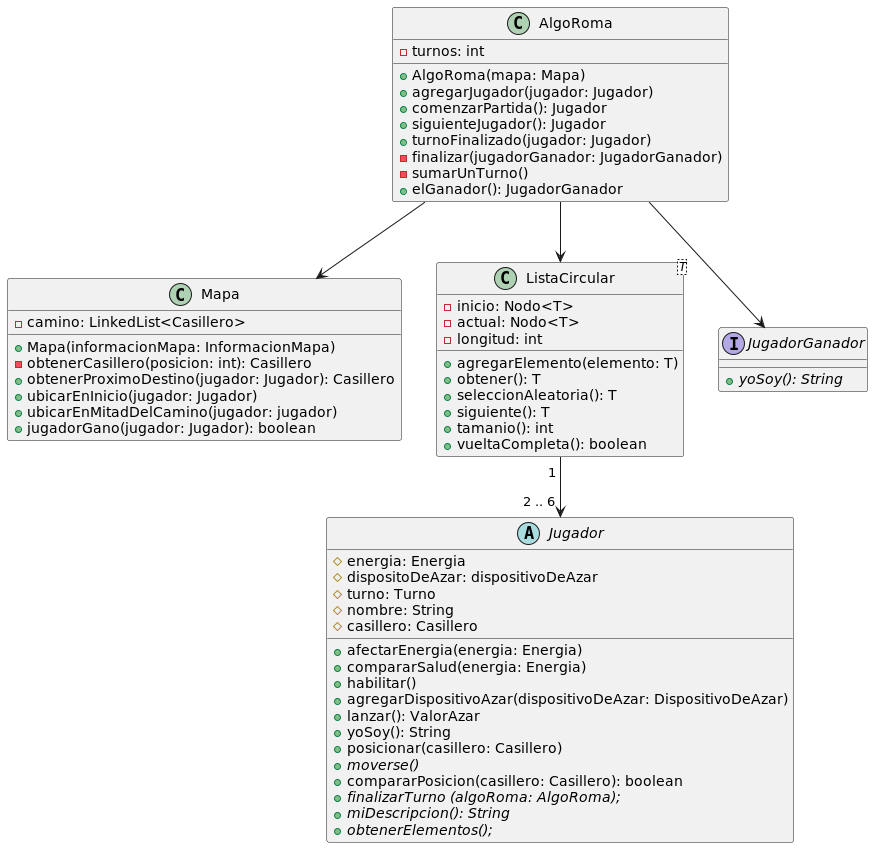 C AlgoRoma
turnos: int
AlgoRoma(mapa: Mapa)
agregarJugador(jugador: Jugador)
comenzarPartida(): Jugador
siguienteJugador(): Jugador
turnoFinalizado(jugador: Jugador)
finalizar(jugadorGanador: JugadorGanador)
sumarUnTurno()
elGanador(): JugadorGanador
C Mapa
camino: LinkedList<Casillero>
Mapa(informacionMapa: InformacionMapa)
obtenerCasillero(posicion: int): Casillero
obtenerProximoDestino(jugador: Jugador): Casillero
ubicarEnInicio(jugador: Jugador)
ubicarEnMitadDelCamino(jugador: jugador)
jugadorGano(jugador: Jugador): boolean
C ListaCircular
T
inicio: Nodo<T>
actual: Nodo<T>
longitud: int
agregarElemento(elemento: T)
obtener(): T
seleccionAleatoria(): T
siguiente(): T
tamanio(): int
vueltaCompleta(): boolean
I JugadorGanador
yoSoy(): String
1
2 .. 6
A Jugador
energia: Energia
dispositoDeAzar: dispositivoDeAzar
turno: Turno
nombre: String
casillero: Casillero
afectarEnergia(energia: Energia)
compararSalud(energia: Energia)
habilitar()
agregarDispositivoAzar(dispositivoDeAzar: DispositivoDeAzar)
lanzar(): ValorAzar
yoSoy(): String
posicionar(casillero: Casillero)
moverse()
compararPosicion(casillero: Casillero): boolean
finalizarTurno (algoRoma: AlgoRoma);
miDescripcion(): String
obtenerElementos();